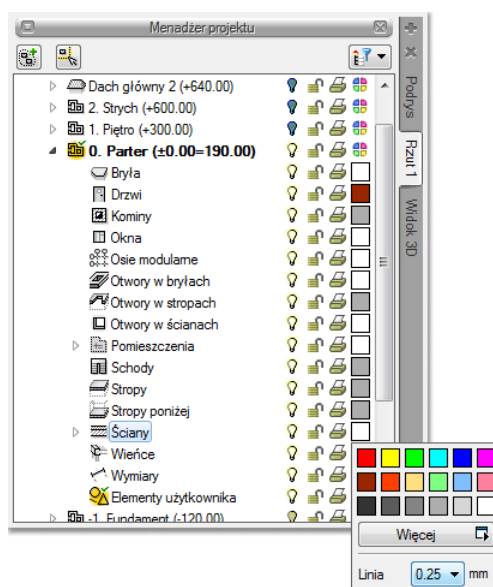 Menadżer projektu
Dach główny 2 (+640.00)
2. Strych (+600.00)
1. Piętro (+300.00)
0. Parter (±0.00=190.00)
Bryła
Drzwi
Kominy
Okna
Osie modularne
Otwory w bryłach
Otwory w stropach
Otwory w ścianach
Pomieszczenia
Schody
Stropy
Stropy poniżej
Ściany
Wieńce
Wymiary
Elementy użytkownika
-1. Fundament (-120.00)
Podrys
Rzut 1
Widok 3D
Więcej
Linia 0.25 mm